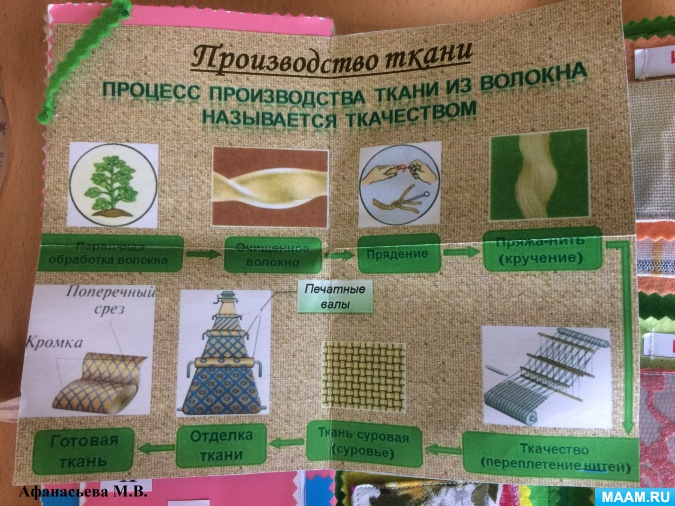 Производство ткани
ПРОЦЕСС ПРОИЗВОДСТВА ТКАНИ ИЗ ВОЛОКНА
НАЗЫВАЕТСЯ ТКАЧЕСТВОМ
Первичная
обработка волокна
Очищенное
волокно
Прядение
Пряжа-нить
(кручение)
Поперечный
срез
Кромка
Печатные
валы
Готовая
ткань
Отделка
ткани
Ткань суровая
(суровье)
Ткачество
(переплетение нитей)
Афанасьева М.В.
MAAM.RU